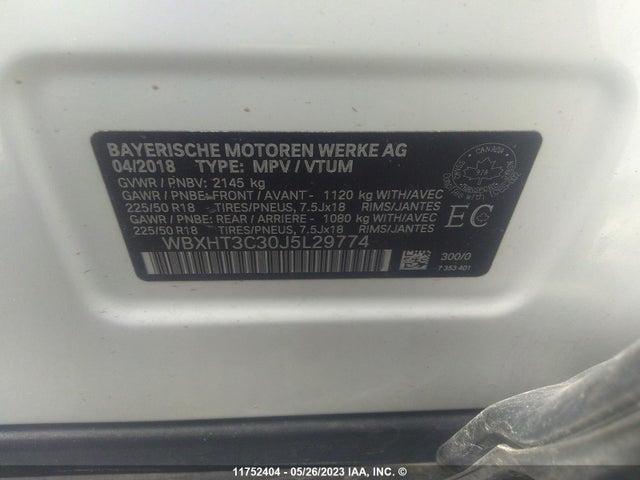 BAYERISCHE MOTOREN WERKE AG
04/2018 TYPE: MPV / VTUM
GVWR / PNBV: 2145 kg
GAWR / PNBE: FRONT / AVANT - 1120 kg WITH/AVEC
225/50 R18 TIRES/PNEUS, 7.5Jx18 RIMS/JANTES
GAWR / PNBE: REAR / ARRIERE - 1080 kg WITH/AVEC
225/50 R18 TIRES/PNEUS, 7.5Jx18 RIMS/JANTES
WBXHT3C30J5L29774
CANADA
978
TRANSPORT
EC
300/0
7 353 401
11752404 - 05/26/2023 IAA, INC. ©